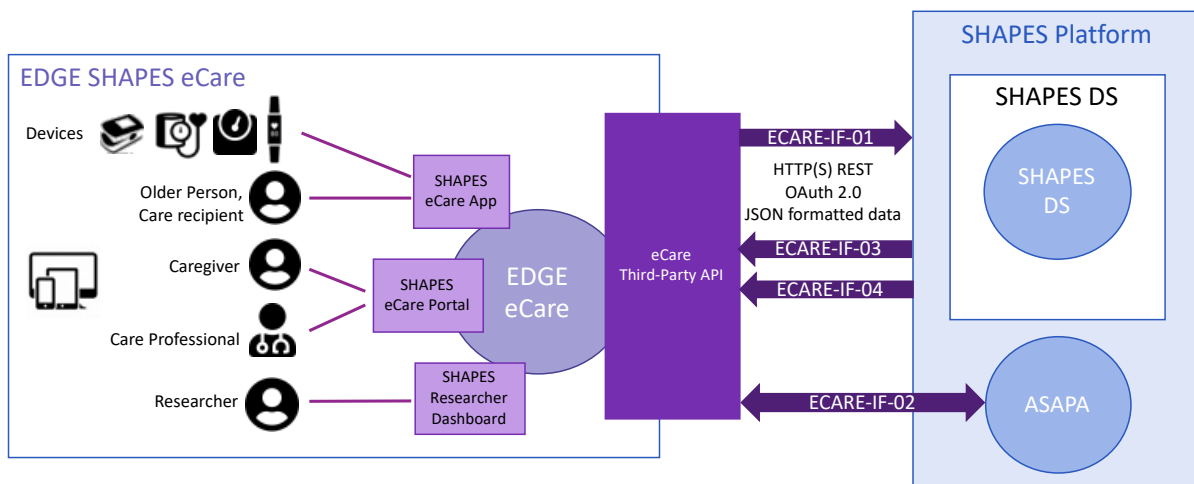 EDGE SHAPES eCare
Devices
Older Person,
Care recipient
Caregiver
Care Professional
Researcher
SHAPES
eCare App
SHAPES
eCare Portal
SHAPES
Researcher
Dashboard
EDGE
eCare
eCare
Third-Party API
ECARE-IF-01
HTTP(S) REST
OAuth 2.0
JSON formatted data
ECARE-IF-03
ECARE-IF-04
ECARE-IF-02
SHAPES Platform
SHAPES DS
SHAPES
DS
ASAPA